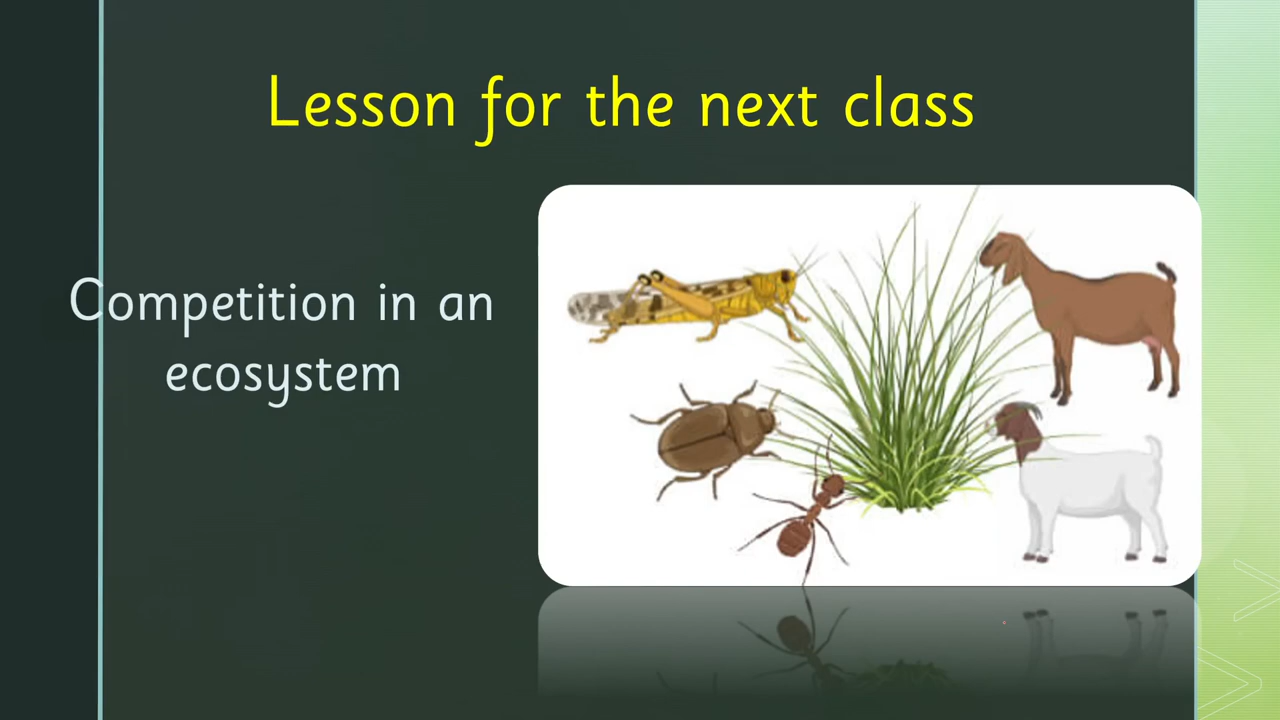 Lesson for the next class
Competition in an
ecosystem